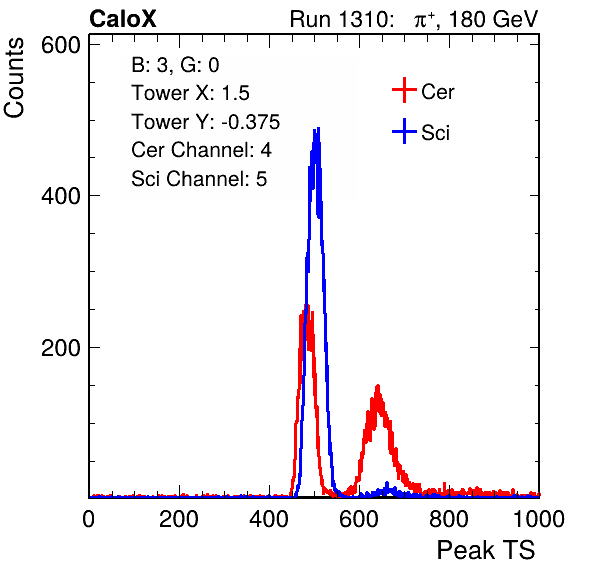 CaloX Run 1310: π⁺, 180 GeV
Counts
600
400
200
B: 3, G: 0
Tower X: 1.5
Tower Y: -0.375
Cer Channel: 4
Sci Channel: 5
Cer
Sci
0 200 400 600 800 1000
Peak TS